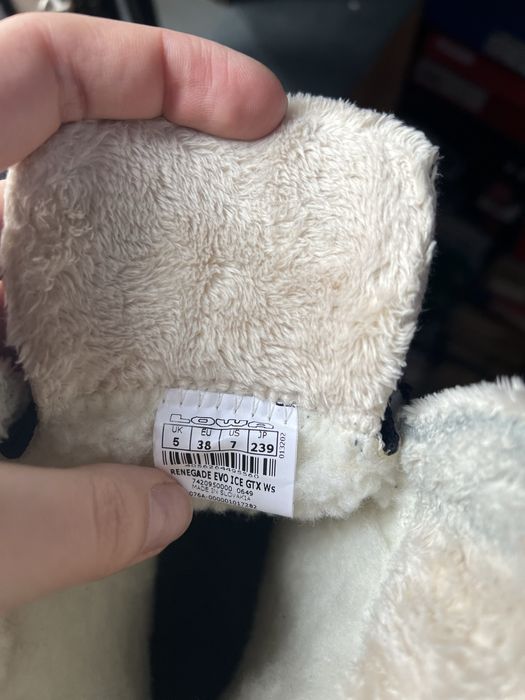 LOWA
UK EU US JP
5 38 7 239
RENEGADE EVO ICE GTX Ws
7420950000 0649
MADE IN SLOVAKIA
013202